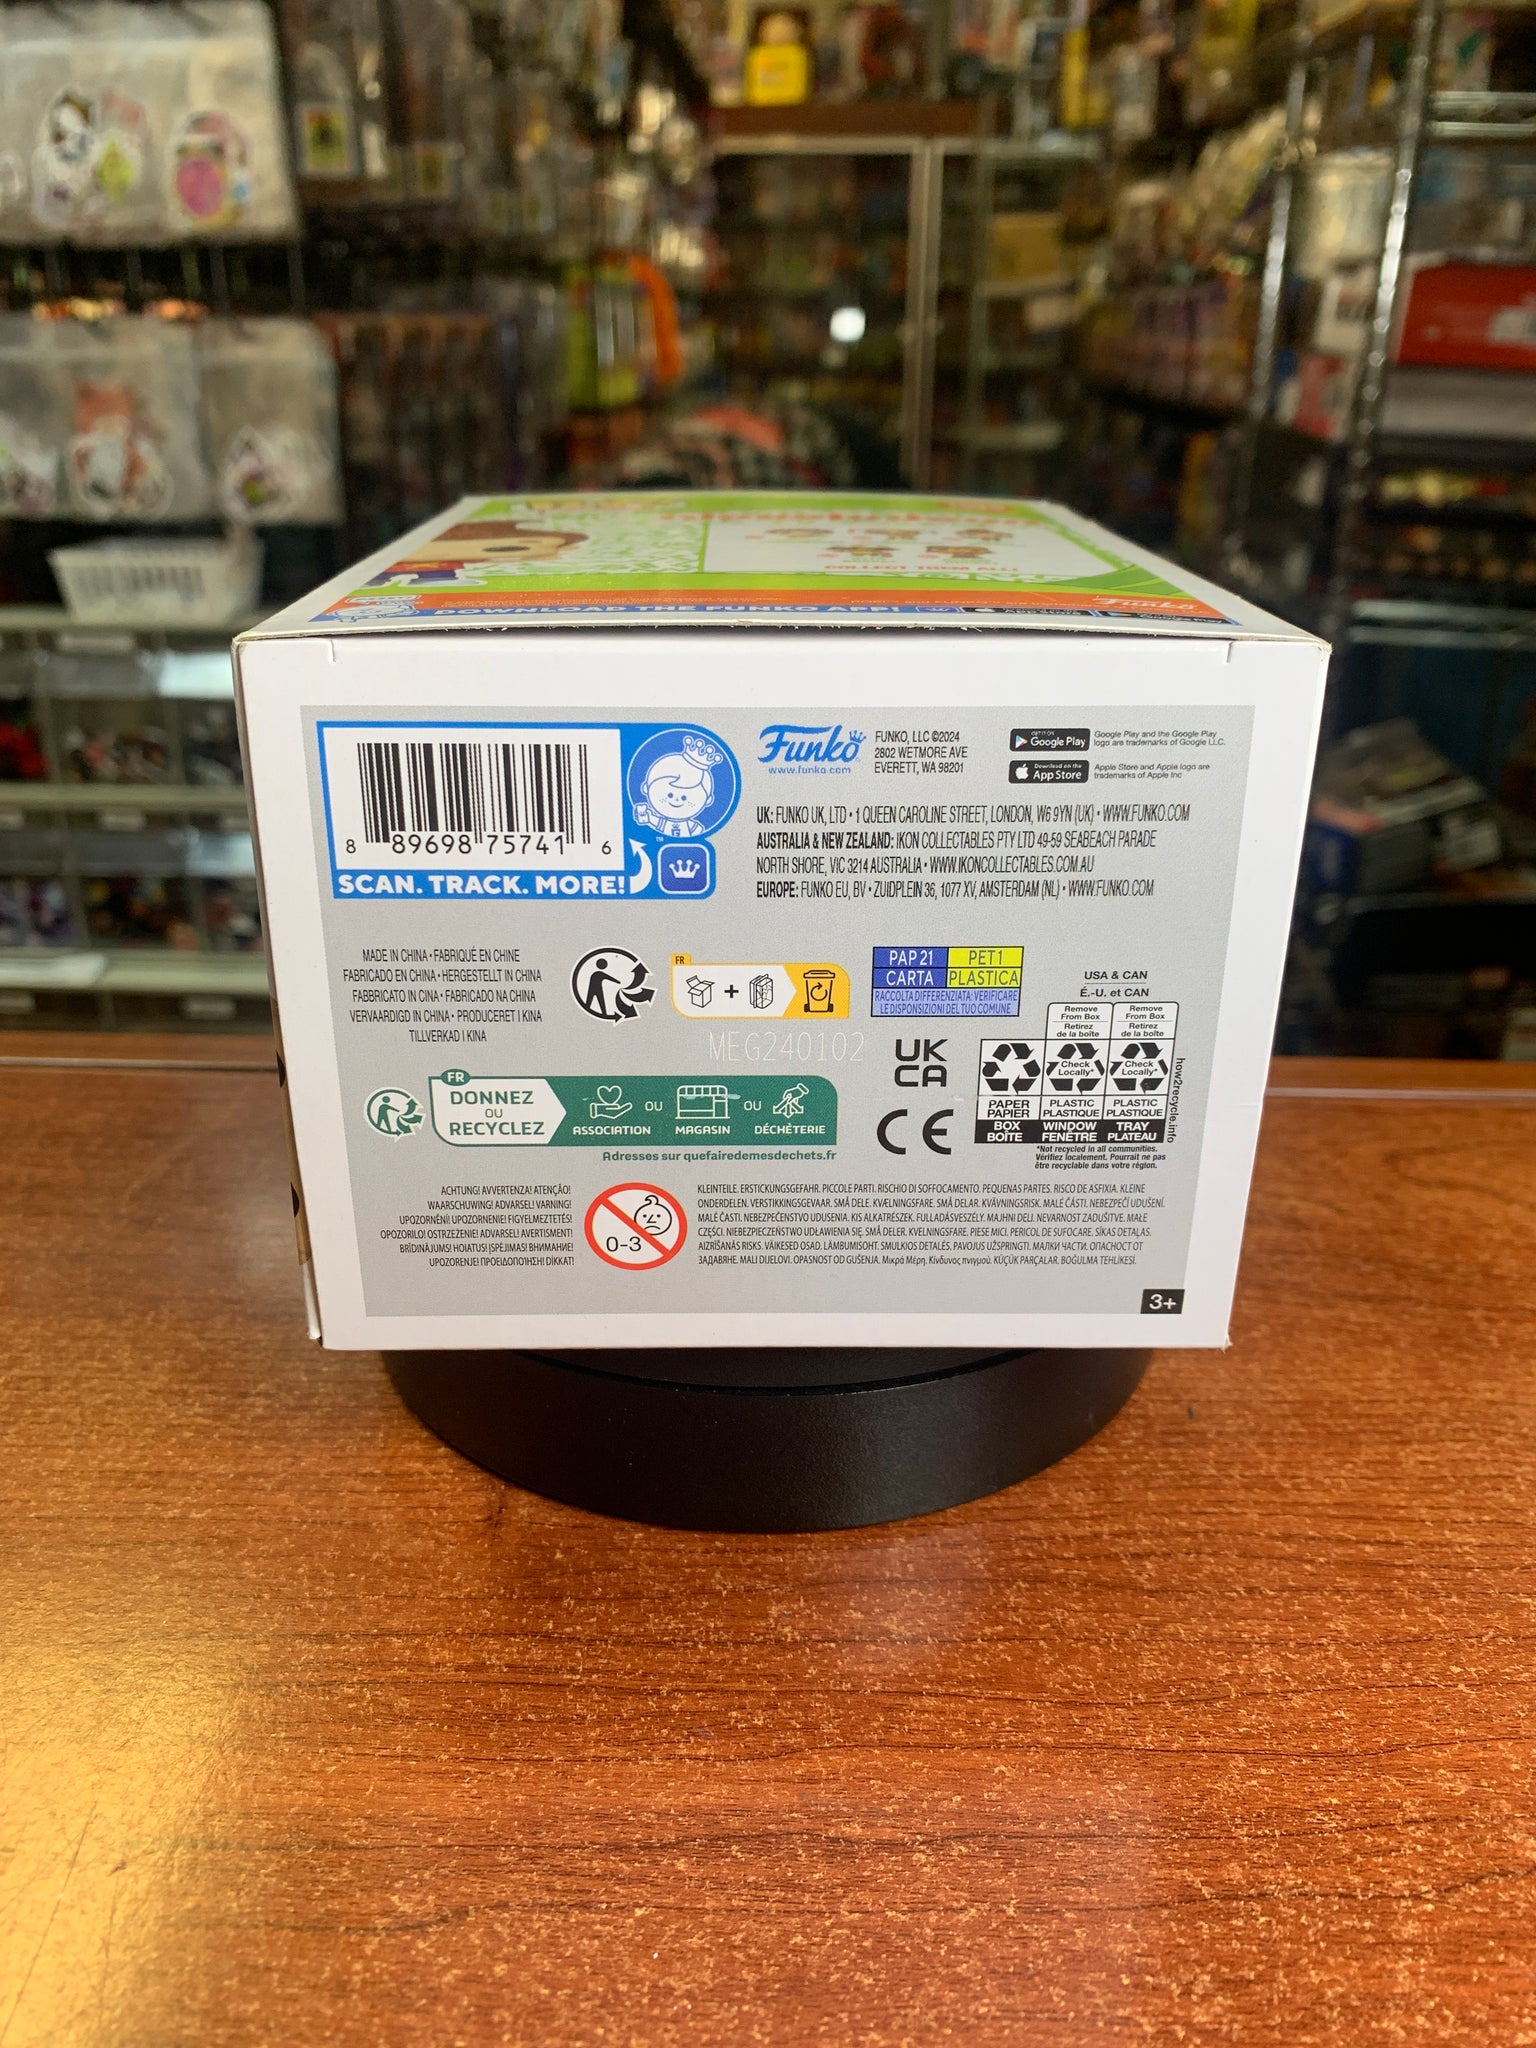 COLLECT THEM ALL!
DOWNLOAD THE FUNKO APP!
Funko
8 89698 75741 6
SCAN. TRACK. MORE!
Funko
www.funko.com
FUNKO, LLC ©2024
2802 WETMORE AVE
EVERETT, WA 98201
GET IT ON
Google Play
Google Play and the Google Play
logo are trademarks of Google LLC.
Download on the
App Store
Apple Store and Apple logo are
trademarks of Apple Inc
UK: FUNKO UK, LTD • 1 QUEEN CAROLINE STREET, LONDON, W6 9YN (UK) • WWW.FUNKO.COM
AUSTRALIA & NEW ZEALAND: IKON COLLECTABLES PTY LTD 49-59 SEABEACH PARADE
NORTH SHORE, VIC 3214 AUSTRALIA • WWW.IKONCOLLECTABLES.COM.AU
EUROPE: FUNKO EU, BV • ZUIDPLEIN 36, 1077 XV, AMSTERDAM (NL) • WWW.FUNKO.COM
MADE IN CHINA • FABRIQUÉ EN CHINE
FABRICADO EN CHINA • HERGESTELLT IN CHINA
FABBRICATO IN CINA • FABRICADO NA CHINA
VERVAARDIGD IN CHINA • PRODUCERET I KINA
TILLVERKAD I KINA
FR
+
PAP 21 PET1
CARTA PLASTICA
RACCOLTA DIFFERENZIATA: VERIFICARE
LE DISPOSIZIONI DEL TUO COMUNE
MEG240102
UK
CA
CE
USA & CAN
É.-U. et CAN
Remove
From Box
Retirez
de la boîte
Remove
From Box
Retirez
de la boîte
Check
Locally*
Check
Locally*
PAPER
PAPIER
PLASTIC
PLASTIQUE
PLASTIC
PLASTIQUE
BOX
BOÎTE
WINDOW
FENÊTRE
TRAY
PLATEAU
how2recycle.info
*Not recycled in all communities.
Vérifiez localement. Pourrait ne pas
être recyclable dans votre région.
FR
DONNEZ
OU
RECYCLEZ
ASSOCIATION
OU
MAGASIN
OU
DÉCHÈTERIE
Adresses sur quefairedemesdechets.fr
ACHTUNG! AVVERTENZA! ATENÇÃO!
WAARSCHUWING! ADVARSEL! VARNING!
UPOZORNĚNÍ! UPOZORNENIE! FIGYELMEZTETÉS!
OPOZORILO! OSTRZEŻENIE! ADVARSEL! AVERTISMENT!
BRĪDINĀJUMS! HOIATUS! ĮSPĖJIMAS! ВНИМАНИЕ!
UPOZORENJE! ΠΡΟΕΙΔΟΠΟΊΗΣΗ! DİKKAT!
0-3
KLEINTEILE. ERSTICKUNGSGEFAHR. PICCOLE PARTI. RISCHIO DI SOFFOCAMENTO. PEQUENAS PARTES. RISCO DE ASFIXIA. KLEINE
ONDERDELEN. VERSTIKKINGSGEVAAR. SMÅ DELE. KVÆLNINGSFARE. SMÅ DELAR. KVÄVNINGSRISK. MALÉ ČÁSTI. NEBEZPEČÍ UDUŠENÍ.
MALÉ ČASTI. NEBEZPEČENSTVO UDUSENIA. KIS ALKATRÉSZEK. FULLADÁSVESZÉLY. MAJHNI DELI. NEVARNOST ZADUŠITVE. MAŁE
CZĘŚCI. NIEBEZPIECZEŃSTWO UDŁAWIENIA SIĘ. SMÅ DELER. KVELNINGSFARE. PIESE MICI. PERICOL DE SUFOCARE. SĪKAS DETAĻAS.
AIZRĪŠANĀS RISKS. VÄIKESED OSAD. LÄMBUMISOHT. SMULKIOS DETALĖS. PAVOJUS UŽSPRINGTI. МАЛКИ ЧАСТИ. ОПАСНОСТ ОТ
ЗАДАВЯНЕ. MALI DIJELOVI. OPASNOST OD GUŠENJA. Μικρά Μέρη. Κίνδυνος πνιγμού. KÜÇÜK PARÇALAR. BOĞULMA TEHLİKESİ.
3+